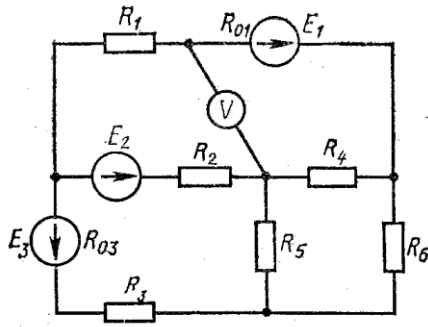 R₁ R₀₁ E₁
V
E₂ R₂ R₄
E₃ R₀₃ R₅ R₆
R₃